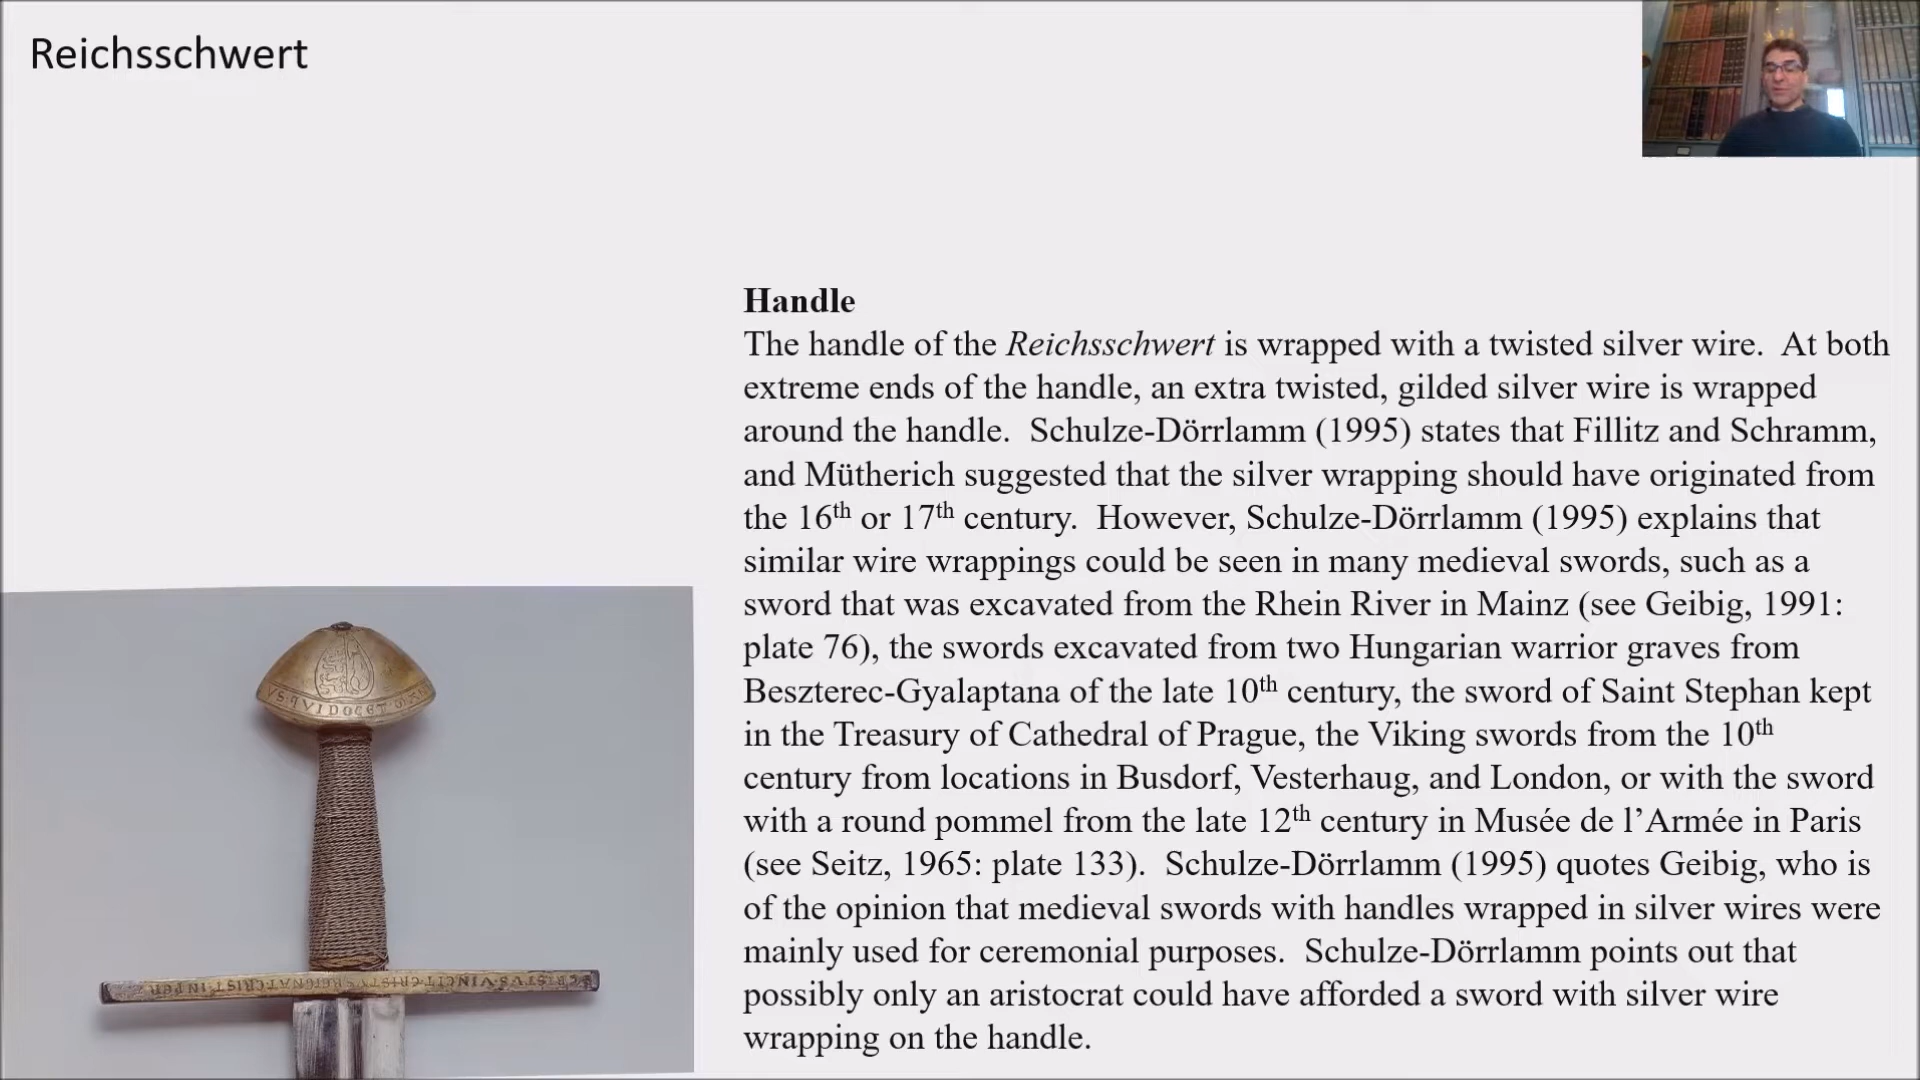 Reichsschwert
Handle
The handle of the Reichsschwert is wrapped with a twisted silver wire.  At both
extreme ends of the handle, an extra twisted, gilded silver wire is wrapped
around the handle.  Schulze-Dörrlamm (1995) states that Fillitz and Schramm,
and Mütherich suggested that the silver wrapping should have originated from
the 16th or 17th century.  However, Schulze-Dörrlamm (1995) explains that
similar wire wrappings could be seen in many medieval swords, such as a
sword that was excavated from the Rhein River in Mainz (see Geibig, 1991:
plate 76), the swords excavated from two Hungarian warrior graves from
Beszterec-Gyalaptana of the late 10th century, the sword of Saint Stephan kept
in the Treasury of Cathedral of Prague, the Viking swords from the 10th
century from locations in Busdorf, Vesterhaug, and London, or with the sword
with a round pommel from the late 12th century in Musée de l’Armée in Paris
(see Seitz, 1965: plate 133).  Schulze-Dörrlamm (1995) quotes Geibig, who is
of the opinion that medieval swords with handles wrapped in silver wires were
mainly used for ceremonial purposes.  Schulze-Dörrlamm points out that
possibly only an aristocrat could have afforded a sword with silver wire
wrapping on the handle.
VS·QVI DOCET
CRISTVS·VINCIT·CRISTVS·REIGNAT·CRIST·INPER